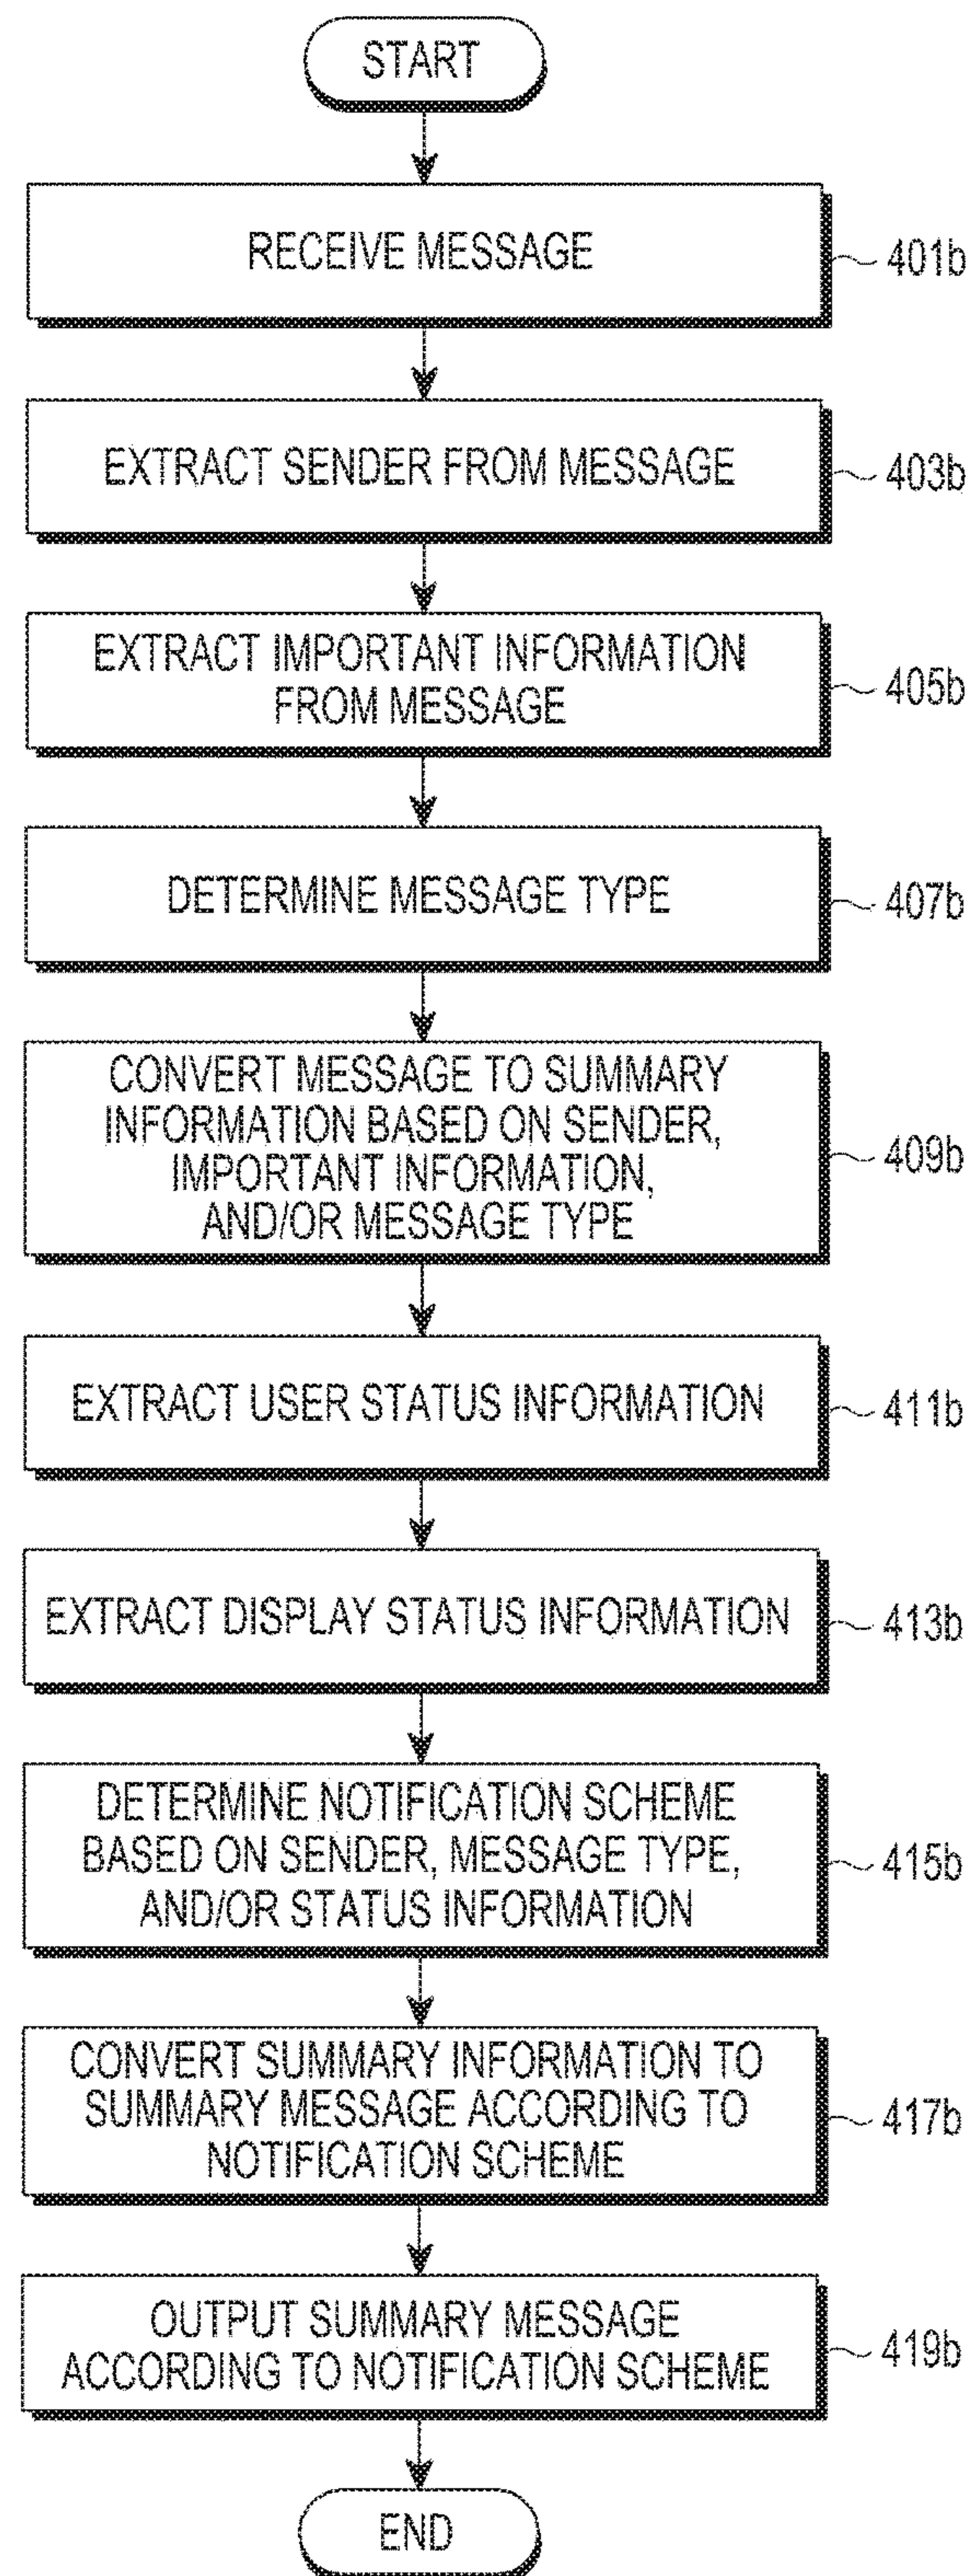 START
RECEIVE MESSAGE
401b
EXTRACT SENDER FROM MESSAGE
403b
EXTRACT IMPORTANT INFORMATION
FROM MESSAGE
405b
DETERMINE MESSAGE TYPE
407b
CONVERT MESSAGE TO SUMMARY
INFORMATION BASED ON SENDER,
IMPORTANT INFORMATION,
AND/OR MESSAGE TYPE
409b
EXTRACT USER STATUS INFORMATION
411b
EXTRACT DISPLAY STATUS INFORMATION
413b
DETERMINE NOTIFICATION SCHEME
BASED ON SENDER, MESSAGE TYPE,
AND/OR STATUS INFORMATION
415b
CONVERT SUMMARY INFORMATION TO
SUMMARY MESSAGE ACCORDING TO
NOTIFICATION SCHEME
417b
OUTPUT SUMMARY MESSAGE
ACCORDING TO NOTIFICATION SCHEME
419b
END